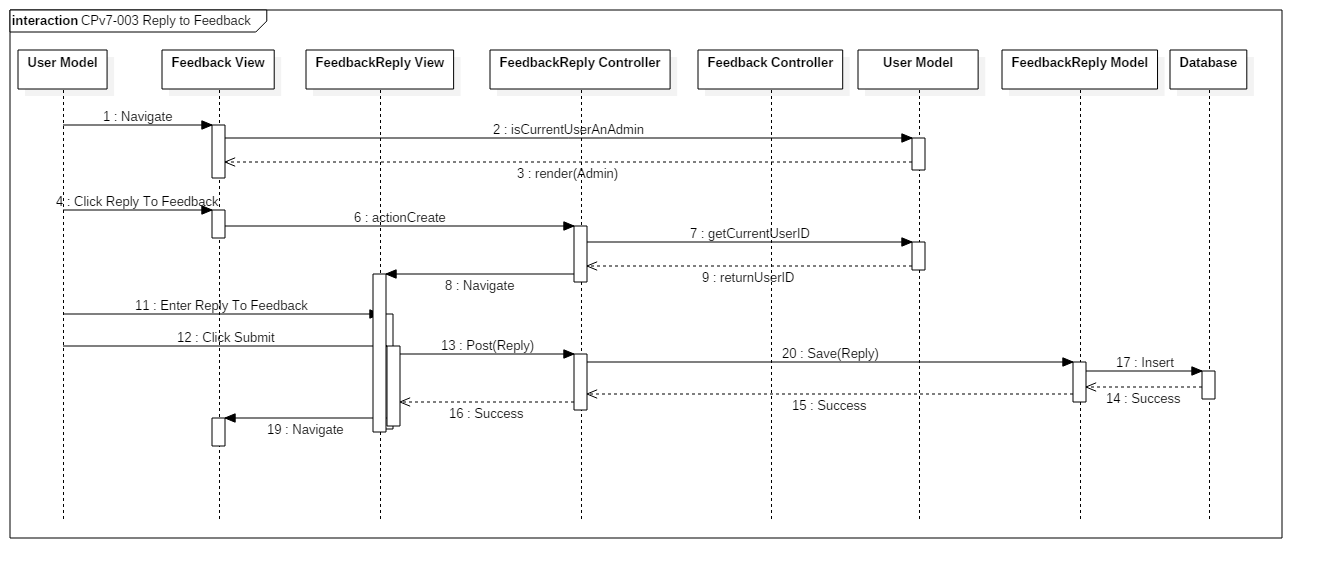 interaction CPv7-003 Reply to Feedback
User Model
Feedback View
FeedbackReply View
FeedbackReply Controller
Feedback Controller
User Model
FeedbackReply Model
Database
1 : Navigate
2 : isCurrentUserAnAdmin
3 : render(Admin)
4 : Click Reply To Feedback
6 : actionCreate
7 : getCurrentUserID
9 : returnUserID
8 : Navigate
11 : Enter Reply To Feedback
12 : Click Submit
13 : Post(Reply)
20 : Save(Reply)
17 : Insert
14 : Success
15 : Success
16 : Success
19 : Navigate